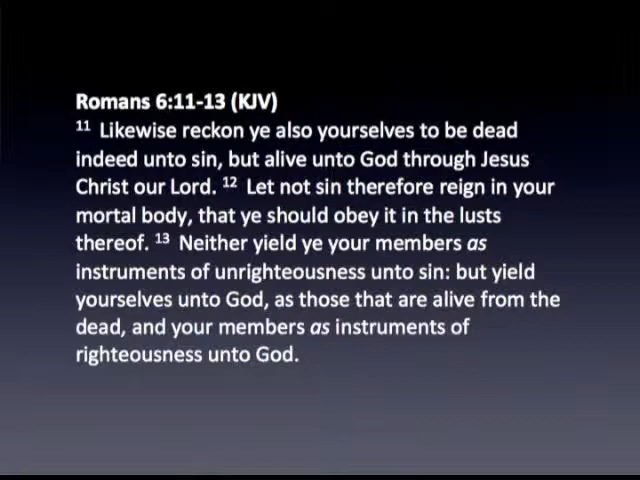 Romans 6:11-13 (KJV)
11 Likewise reckon ye also yourselves to be dead
indeed unto sin, but alive unto God through Jesus
Christ our Lord. 12 Let not sin therefore reign in your
mortal body, that ye should obey it in the lusts
thereof. 13 Neither yield ye your members as
instruments of unrighteousness unto sin: but yield
yourselves unto God, as those that are alive from the
dead, and your members as instruments of
righteousness unto God.